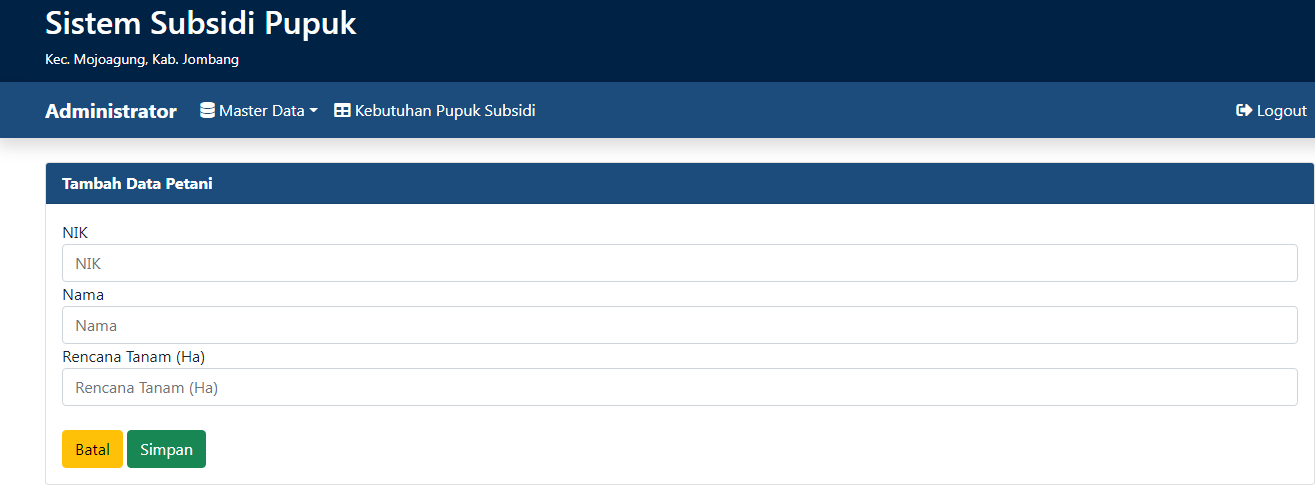 Sistem Subsidi Pupuk
Kec. Mojoagung, Kab. Jombang
Administrator Master Data Kebutuhan Pupuk Subsidi Logout
Tambah Data Petani
NIK
NIK
Nama
Nama
Rencana Tanam (Ha)
Rencana Tanam (Ha)
Batal Simpan